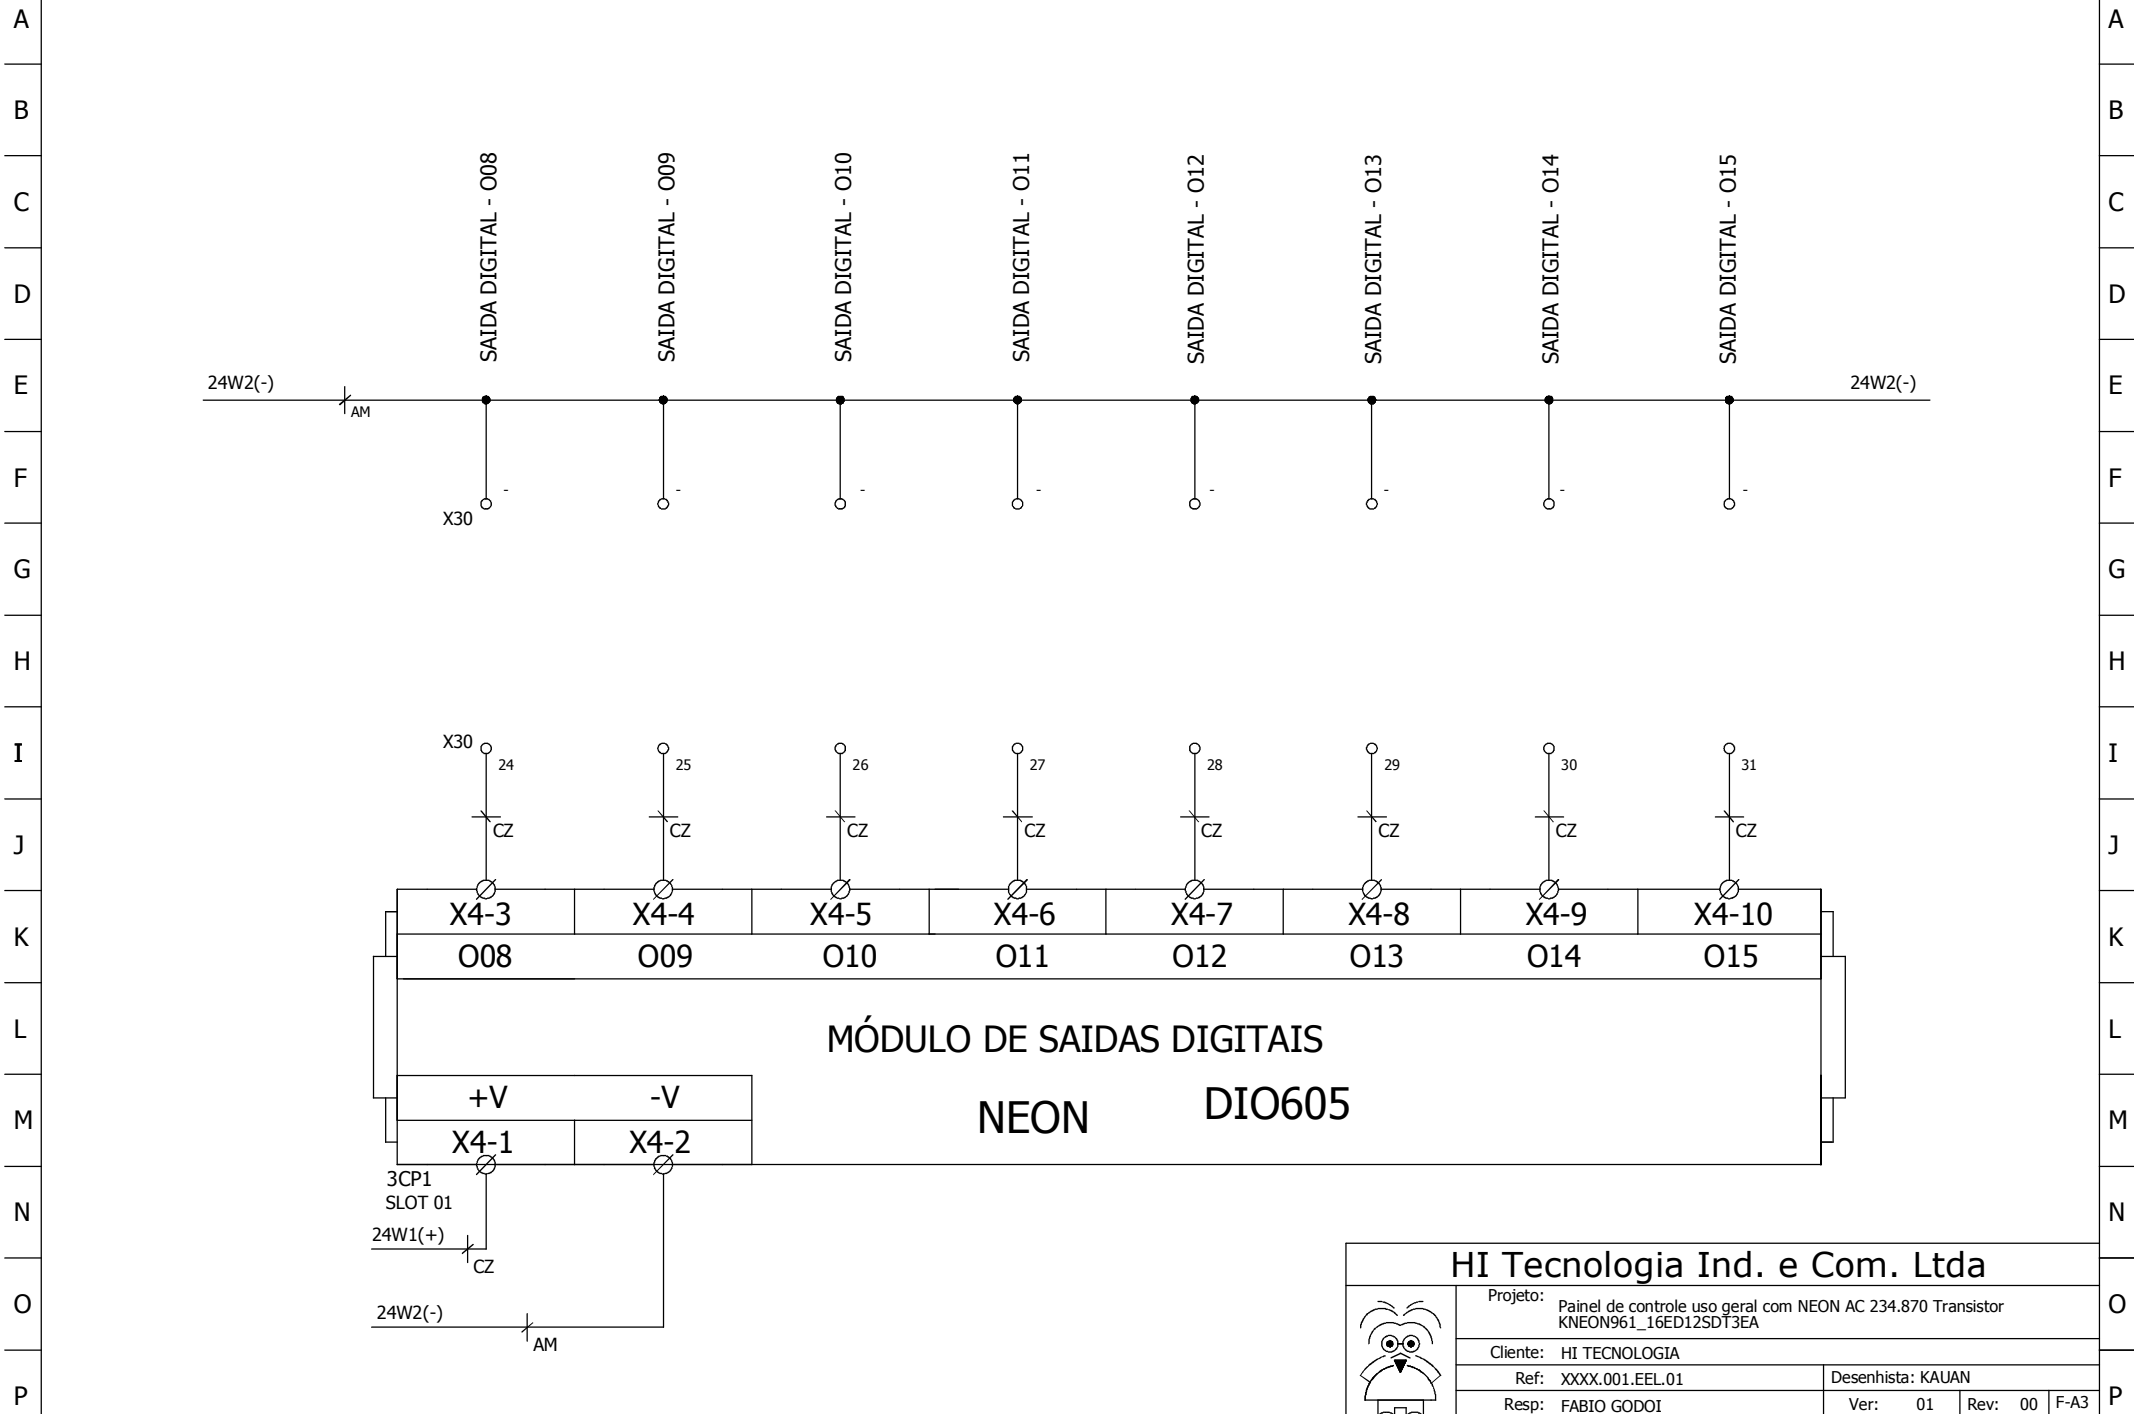 A A
B B
SAIDA DIGITAL - O08
SAIDA DIGITAL - O09
SAIDA DIGITAL - O10
SAIDA DIGITAL - O11
SAIDA DIGITAL - O12
SAIDA DIGITAL - O13
SAIDA DIGITAL - O14
SAIDA DIGITAL - O15
C C
D D
24W2(-) 24W2(-)
E E
AM
F F
- - - - - - - -
X30
G G
H H
X30
I I
24 25 26 27 28 29 30 31
CZ CZ CZ CZ CZ CZ CZ CZ
J J
X4-3 X4-4 X4-5 X4-6 X4-7 X4-8 X4-9 X4-10
K K
O08 O09 O10 O11 O12 O13 O14 O15
L L
MÓDULO DE SAIDAS DIGITAIS
+V -V
NEON DIO605
M M
X4-1 X4-2
3CP1
SLOT 01
N N
24W1(+)
CZ
HI Tecnologia Ind. e Com. Ltda
O O
Projeto: Painel de controle uso geral com NEON AC 234.870 Transistor
KNEON961_16ED12SDT3EA
24W2(-)
AM
Cliente: HI TECNOLOGIA
Ref: XXXX.001.EEL.01 Desenhista: KAUAN
P P
Resp: FABIO GODOI Ver: 01 Rev: 00 F-A3